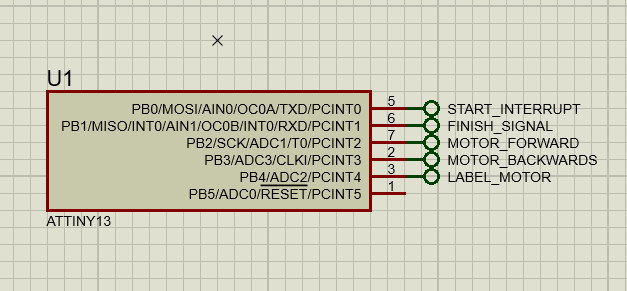 U1
PB0/MOSI/AIN0/OC0A/TXD/PCINT0 5 START_INTERRUPT
PB1/MISO/INT0/AIN1/OC0B/INT0/RXD/PCINT1 6 FINISH_SIGNAL
PB2/SCK/ADC1/T0/PCINT2 7 MOTOR_FORWARD
PB3/ADC3/CLKI/PCINT3 2 MOTOR_BACKWARDS
PB4/ADC2/PCINT4 3 LABEL_MOTOR
PB5/ADC0/RESET/PCINT5 1
ATTINY13